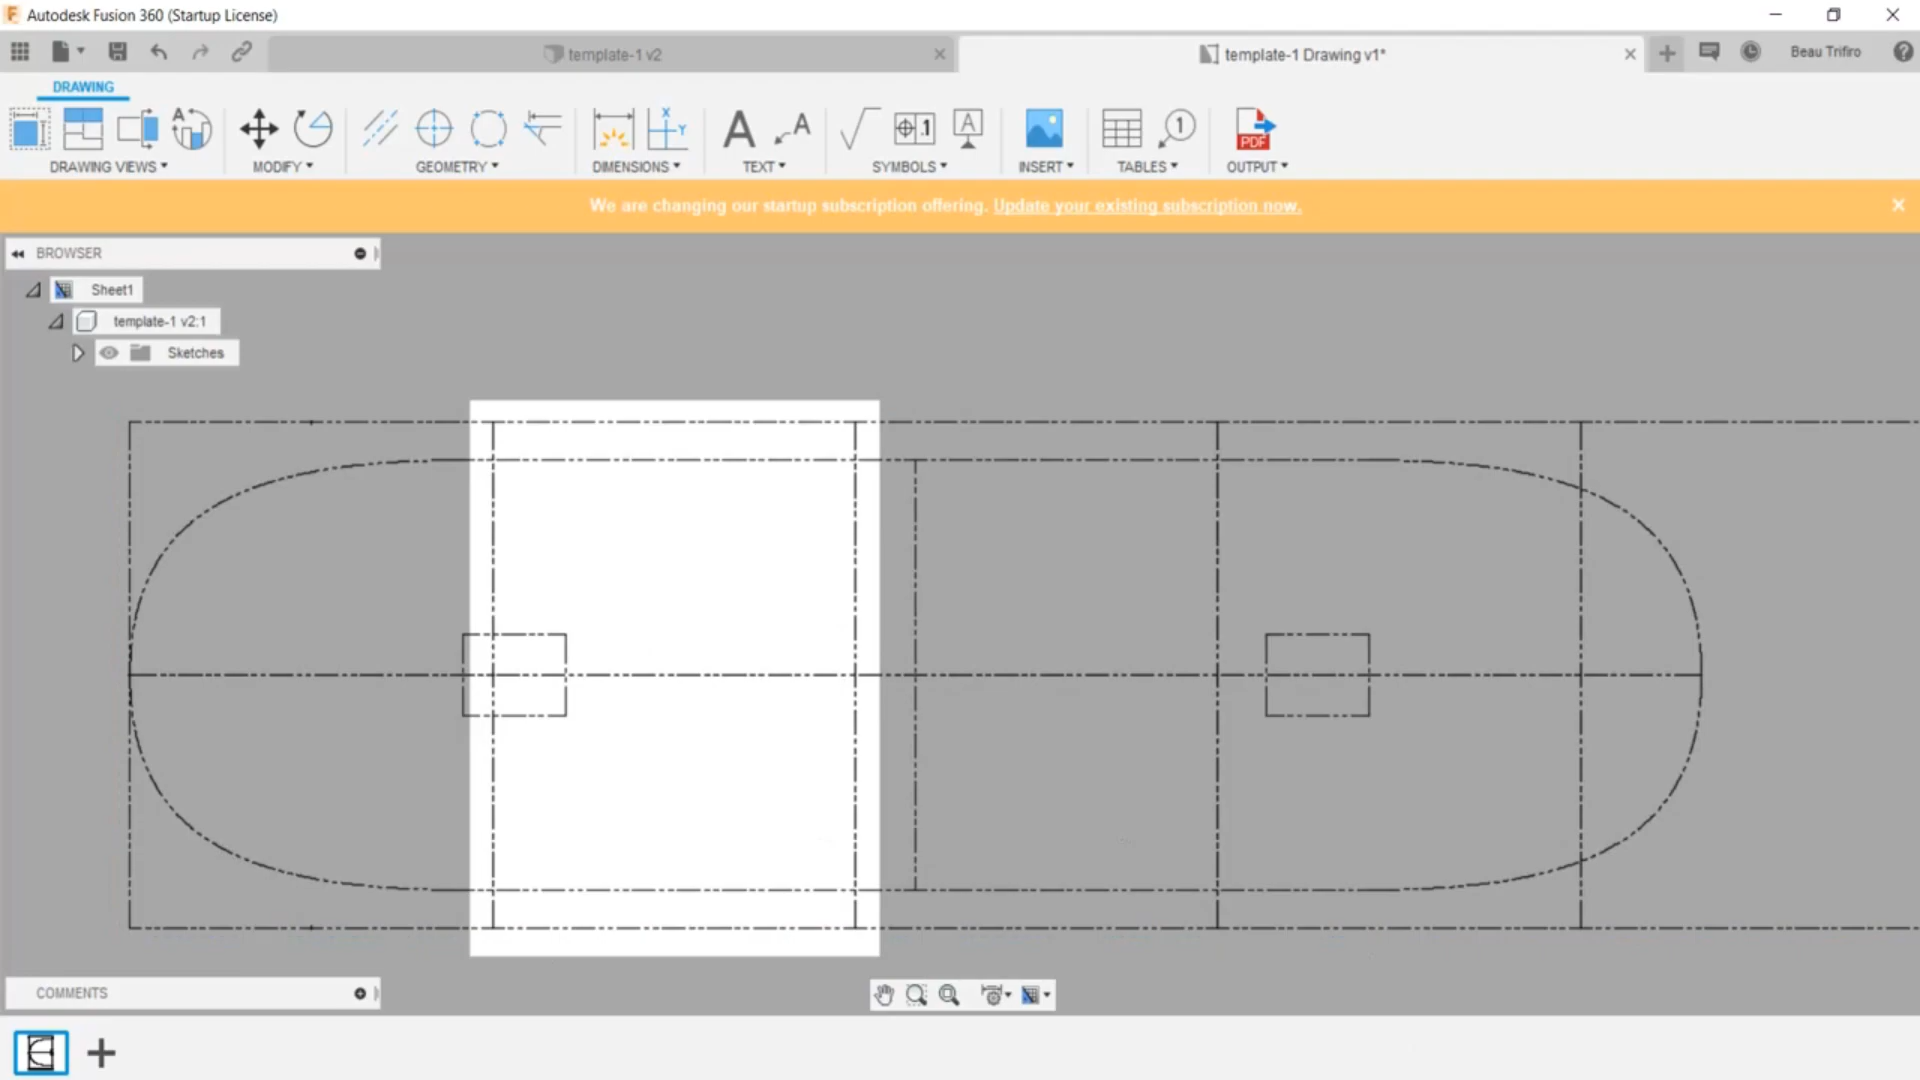 Autodesk Fusion 360 (Startup License)
template-1 v2
template-1 Drawing v1*
Beau Trifiro
DRAWING
DRAWING VIEWS
MODIFY
GEOMETRY
DIMENSIONS
TEXT
SYMBOLS
INSERT
TABLES
OUTPUT
We are changing our startup subscription offering. Update your existing subscription now.
BROWSER
Sheet1
template-1 v2:1
Sketches
COMMENTS